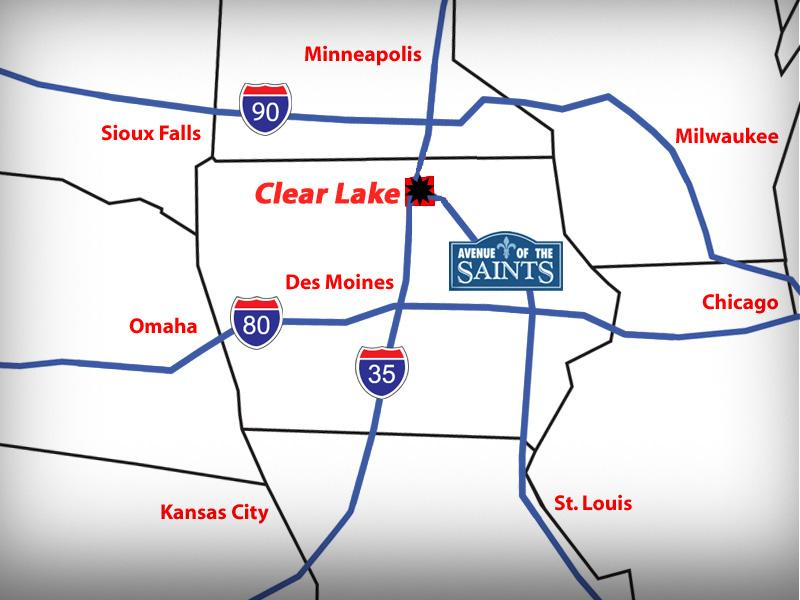 Minneapolis
90
Sioux Falls
Milwaukee
Clear Lake
AVENUE OF THE
SAINTS
Des Moines
Chicago
Omaha
80
35
Kansas City
St. Louis